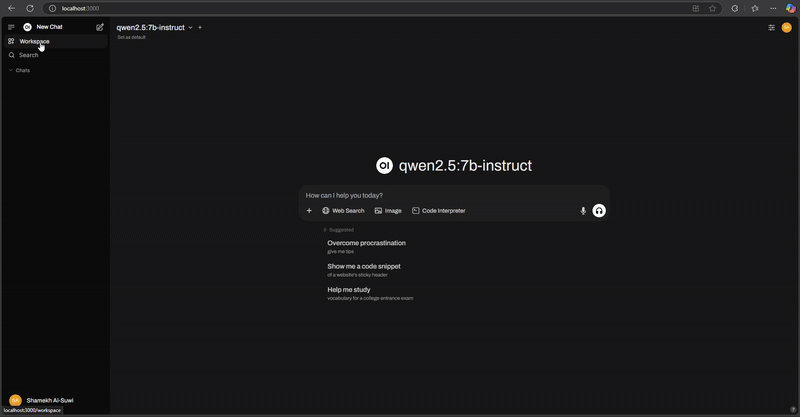 localhost:3000
OI New Chat
qwen2.5:7b-instruct
SA
Workspace
Set as default
Search
Chats
OI qwen2.5:7b-instruct
How can I help you today?
Web Search Image Code Interpreter
Suggested
Overcome procrastination
give me tips
Show me a code snippet
of a website's sticky header
Help me study
vocabulary for a college entrance exam
SA Shamekh Al-Suwi
localhost:3000/workspace
?